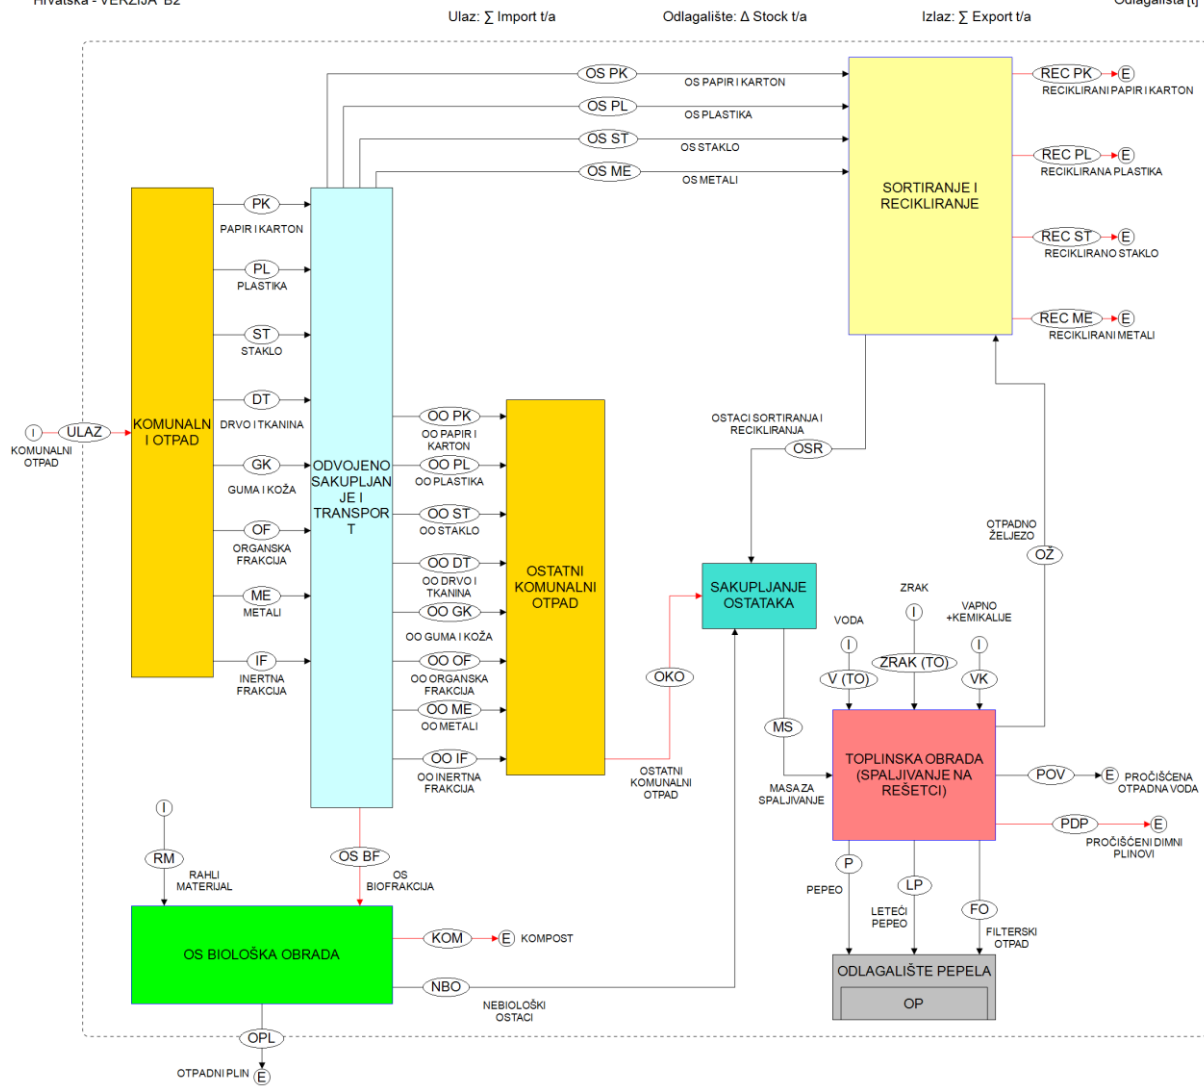 Hrvatska - VERZIJA B2
Odlagališta [t]
Ulaz: ∑ Import t/a
Odlagalište: Δ Stock t/a
Izlaz: ∑ Export t/a
OS PK
OS PAPIR I KARTON
OS PL
OS PLASTIKA
OS ST
OS STAKLO
OS ME
OS METALI
SORTIRANJE I
RECIKLIRANJE
REC PK
E
RECIKLIRANI PAPIR I KARTON
REC PL
E
RECIKLIRANA PLASTIKA
REC ST
E
RECIKLIRANO STAKLO
REC ME
E
RECIKLIRANI METALI
I
ULAZ
KOMUNALNI
OTPAD
KOMUNALN
I OTPAD
PK
PAPIR I KARTON
PL
PLASTIKA
ST
STAKLO
DT
DRVO I TKANINA
GK
GUMA I KOŽA
OF
ORGANSKA
FRAKCIJA
ME
METALI
IF
INERTNA
FRAKCIJA
ODVOJENO
SAKUPLJAN
JE I
TRANSPOR
T
OO PK
OO PAPIR I
KARTON
OO PL
OO PLASTIKA
OO ST
OO STAKLO
OO DT
OO DRVO I
TKANINA
OO GK
OO GUMA I KOŽA
OO OF
OO ORGANSKA
FRAKCIJA
OO ME
OO METALI
OO IF
OO INERTNA
FRAKCIJA
OSTATNI
KOMUNALNI
OTPAD
OSTACI SORTIRANJA I
RECIKLIRANJA
OSR
OTPADNO
ŽELJEZO
OŽ
SAKUPLJANJE
OSTATAKA
OKO
OSTATNI
KOMUNALNI
OTPAD
MS
MASA ZA
SPALJIVANJE
VODA
I
V (TO)
ZRAK
I
ZRAK (TO)
VAPNO
+KEMIKALIJE
I
VK
TOPLINSKA OBRADA
(SPALJIVANJE NA
REŠETCI)
POV
E
PROČIŠĆENA
OTPADNA VODA
PDP
E
PROČIŠĆENI DIMNI
PLINOVI
P
PEPEO
LP
LETEĆI
PEPEO
FO
FILTERSKI
OTPAD
ODLAGALIŠTE PEPELA
OP
I
RM
RAHLI
MATERIJAL
OS BF
OS
BIOFRAKCIJA
OS BIOLOŠKA OBRADA
KOM
E
KOMPOST
NBO
NEBIOLOŠKI
OSTACI
OPL
OTPADNI PLIN
E